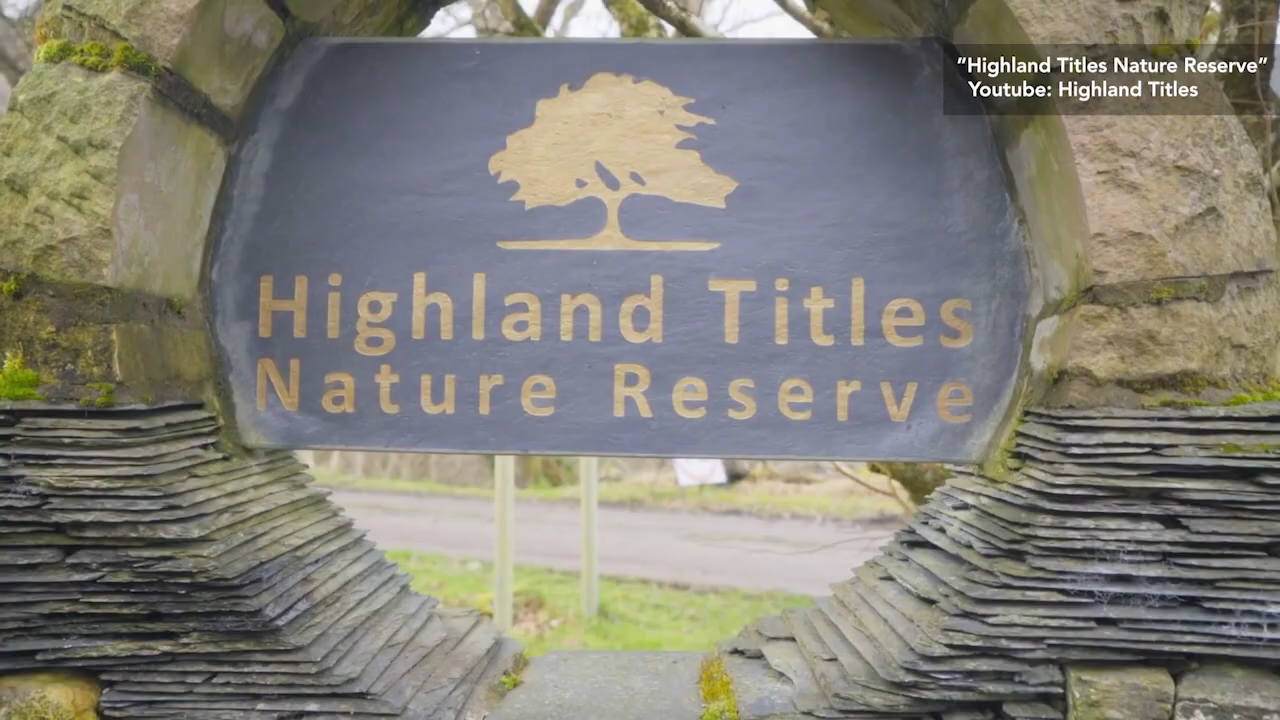 "Highland Titles Nature Reserve"
Youtube: Highland Titles
Highland Titles
Nature Reserve